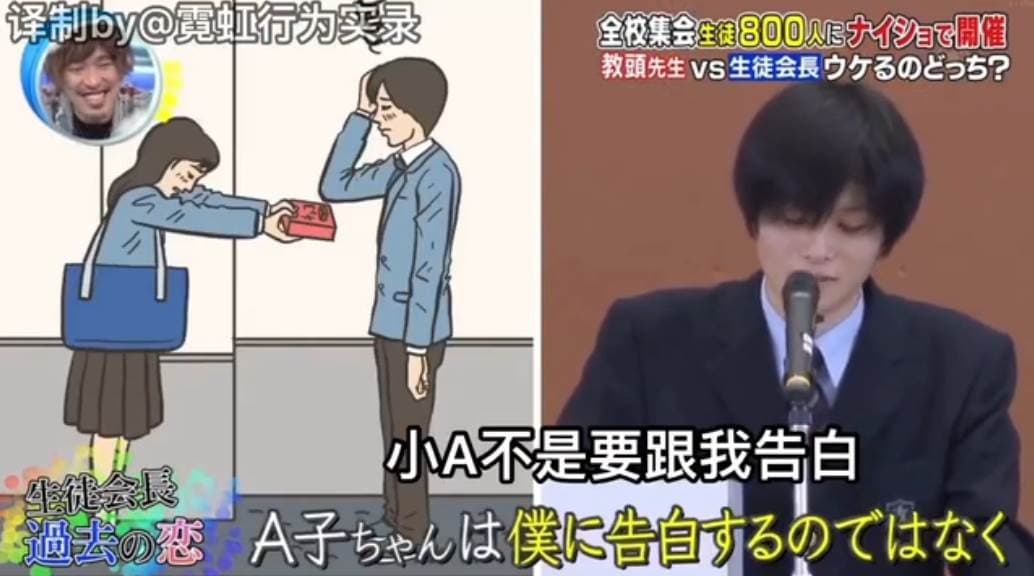 译制by@霓虹行为实录
全校集会生徒800人にナイショで開催
教頭先生vs生徒会長ウケるのどっち?
小A不是要跟我告白
生徒会長
過去の恋
A子ちゃんは僕に告白するのではなく